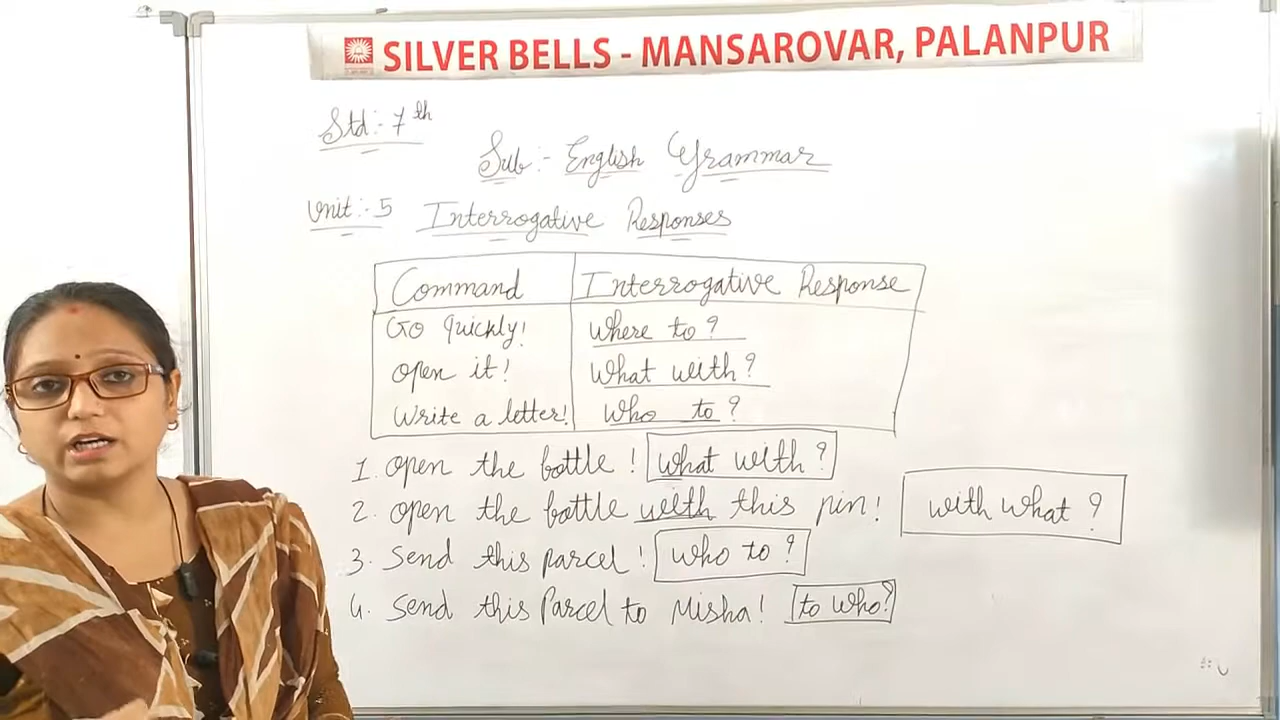 SILVER BELLS - MANSAROVAR, PALANPUR
Std :- 7th
Sub :- English Grammar
Unit :- 5 Interrogative Responses
Command Interrogative Response
Go Quickly! Where to ?
open it! What with ?
Write a letter! Who to ?
1. open the bottle ! what with ?
2. open the bottle with this pin! with what ?
3. Send this parcel ! who to ?
4. Send this Parcel to Misha! to who?